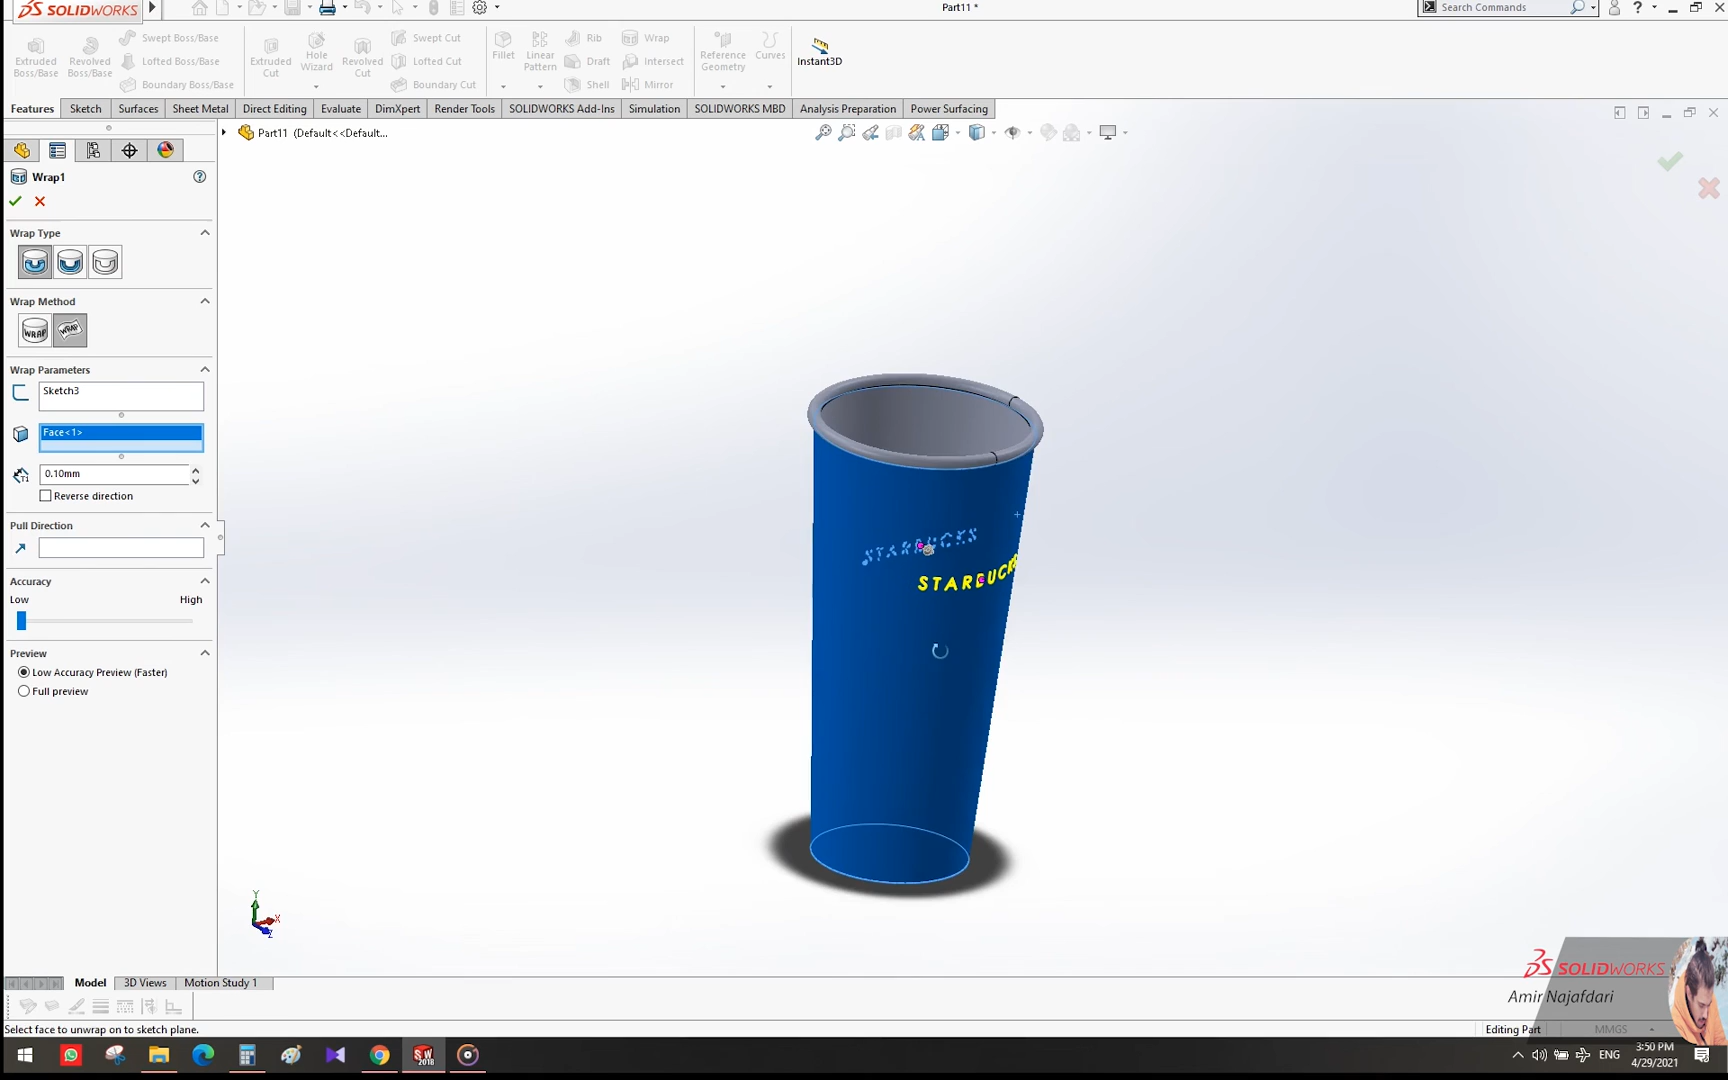 SOLIDWORKS
Part11 *
Search Commands
Extruded Boss/Base
Revolved Boss/Base
Swept Boss/Base
Lofted Boss/Base
Boundary Boss/Base
Extruded Cut
Hole Wizard
Revolved Cut
Swept Cut
Lofted Cut
Boundary Cut
Fillet
Linear Pattern
Rib
Draft
Shell
Wrap
Intersect
Mirror
Reference Geometry
Curves
Instant3D
Features
Sketch
Surfaces
Sheet Metal
Direct Editing
Evaluate
DimXpert
Render Tools
SOLIDWORKS Add-Ins
Simulation
SOLIDWORKS MBD
Analysis Preparation
Power Surfacing
Part11 (Default<<Default...
Wrap1
Wrap Type
Wrap Method
WRAP
WRAP
Wrap Parameters
Sketch3
Face<1>
0.10mm
Reverse direction
Pull Direction
Accuracy
Low High
Preview
Low Accuracy Preview (Faster)
Full preview
STARBUCKS
STARBUCKS
Y
X
Z
SOLIDWORKS
Amir Najafdari
Model
3D Views
Motion Study 1
Select face to unwrap on to sketch plane.
Editing Part
MMGS
SW
2018
ENG
3:50 PM
4/29/2021